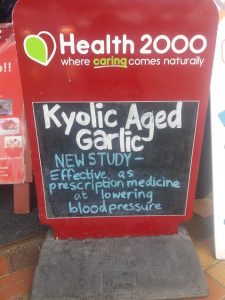 Health 2000
where caring comes naturally
Kyolic Aged
Garlic
NEW STUDY -
Effective as
prescription medicine
at lowering
blood pressure
!!